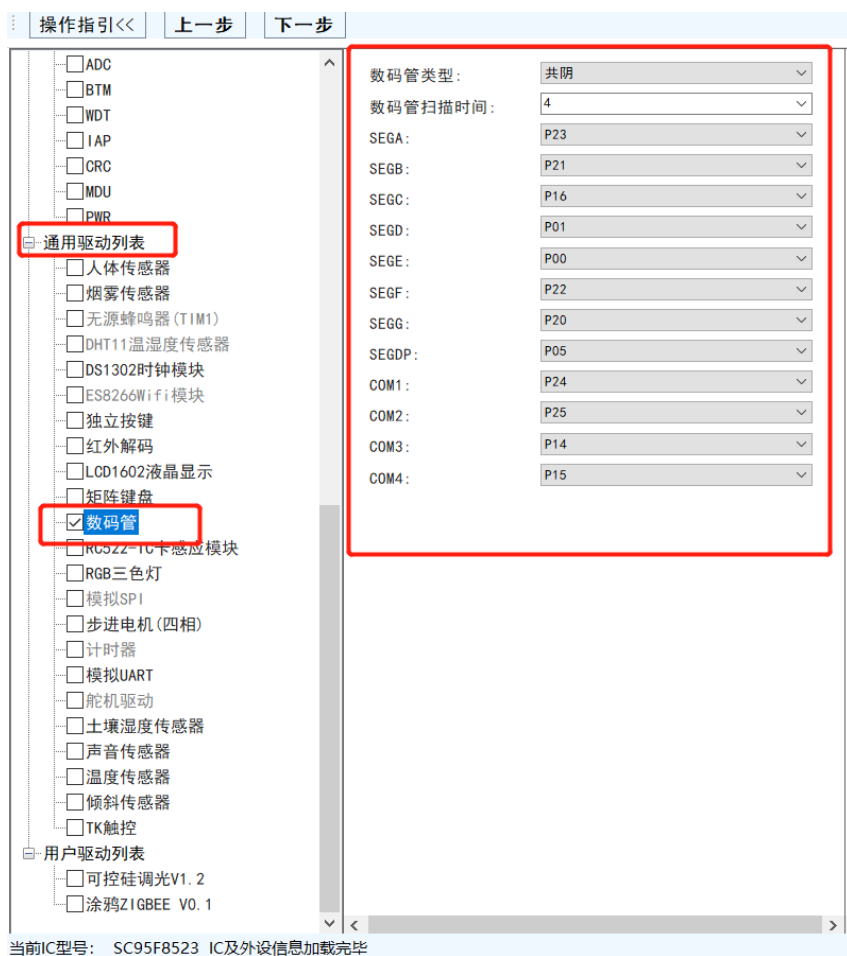 操作指引<< 上一步 下一步
ADC
BTM
WDT
IAP
CRC
MDU
PWR
通用驱动列表
人体传感器
烟雾传感器
无源蜂鸣器(TIM1)
DHT11温湿度传感器
DS1302时钟模块
ES8266Wifi模块
独立按键
红外解码
LCD1602液晶显示
矩阵键盘
数码管
RC522-IC卡感应模块
RGB三色灯
模拟SPI
步进电机(四相)
计时器
模拟UART
舵机驱动
土壤湿度传感器
声音传感器
温度传感器
倾斜传感器
TK触控
用户驱动列表
可控硅调光V1.2
涂鸦ZIGBEE V0.1
数码管类型: 共阴
数码管扫描时间: 4
SEGA: P23
SEGB: P21
SEGC: P16
SEGD: P01
SEGE: P00
SEGF: P22
SEGG: P20
SEGDP: P05
COM1: P24
COM2: P25
COM3: P14
COM4: P15
当前IC型号: SC95F8523 IC及外设信息加载完毕